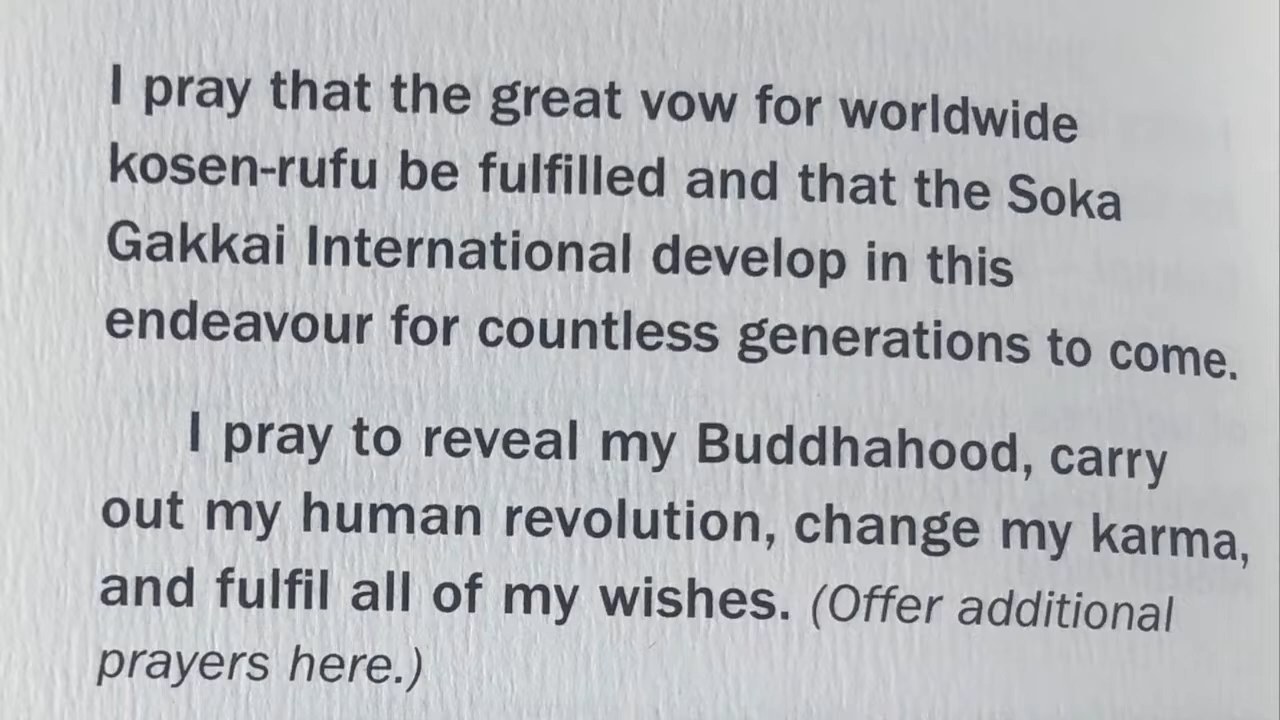 I pray that the great vow for worldwide
kosen-rufu be fulfilled and that the Soka
Gakkai International develop in this
endeavour for countless generations to come.
I pray to reveal my Buddhahood, carry
out my human revolution, change my karma,
and fulfil all of my wishes. (Offer additional
prayers here.)